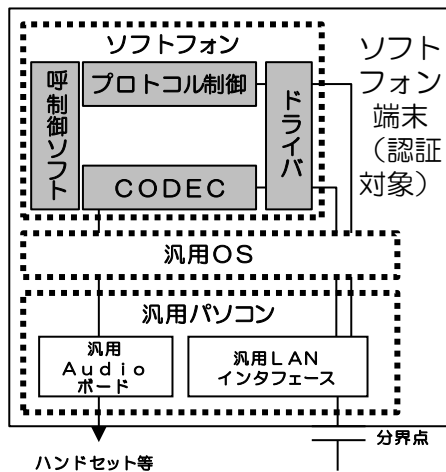 ソフトフォン
呼制御ソフト
プロトコル制御
CODEC
ドライバ
ソフト
フォン
端末
（認証
対象）
汎用OS
汎用パソコン
汎用
Audio
ボード
汎用LAN
インタフェース
分界点
ハンドセット等